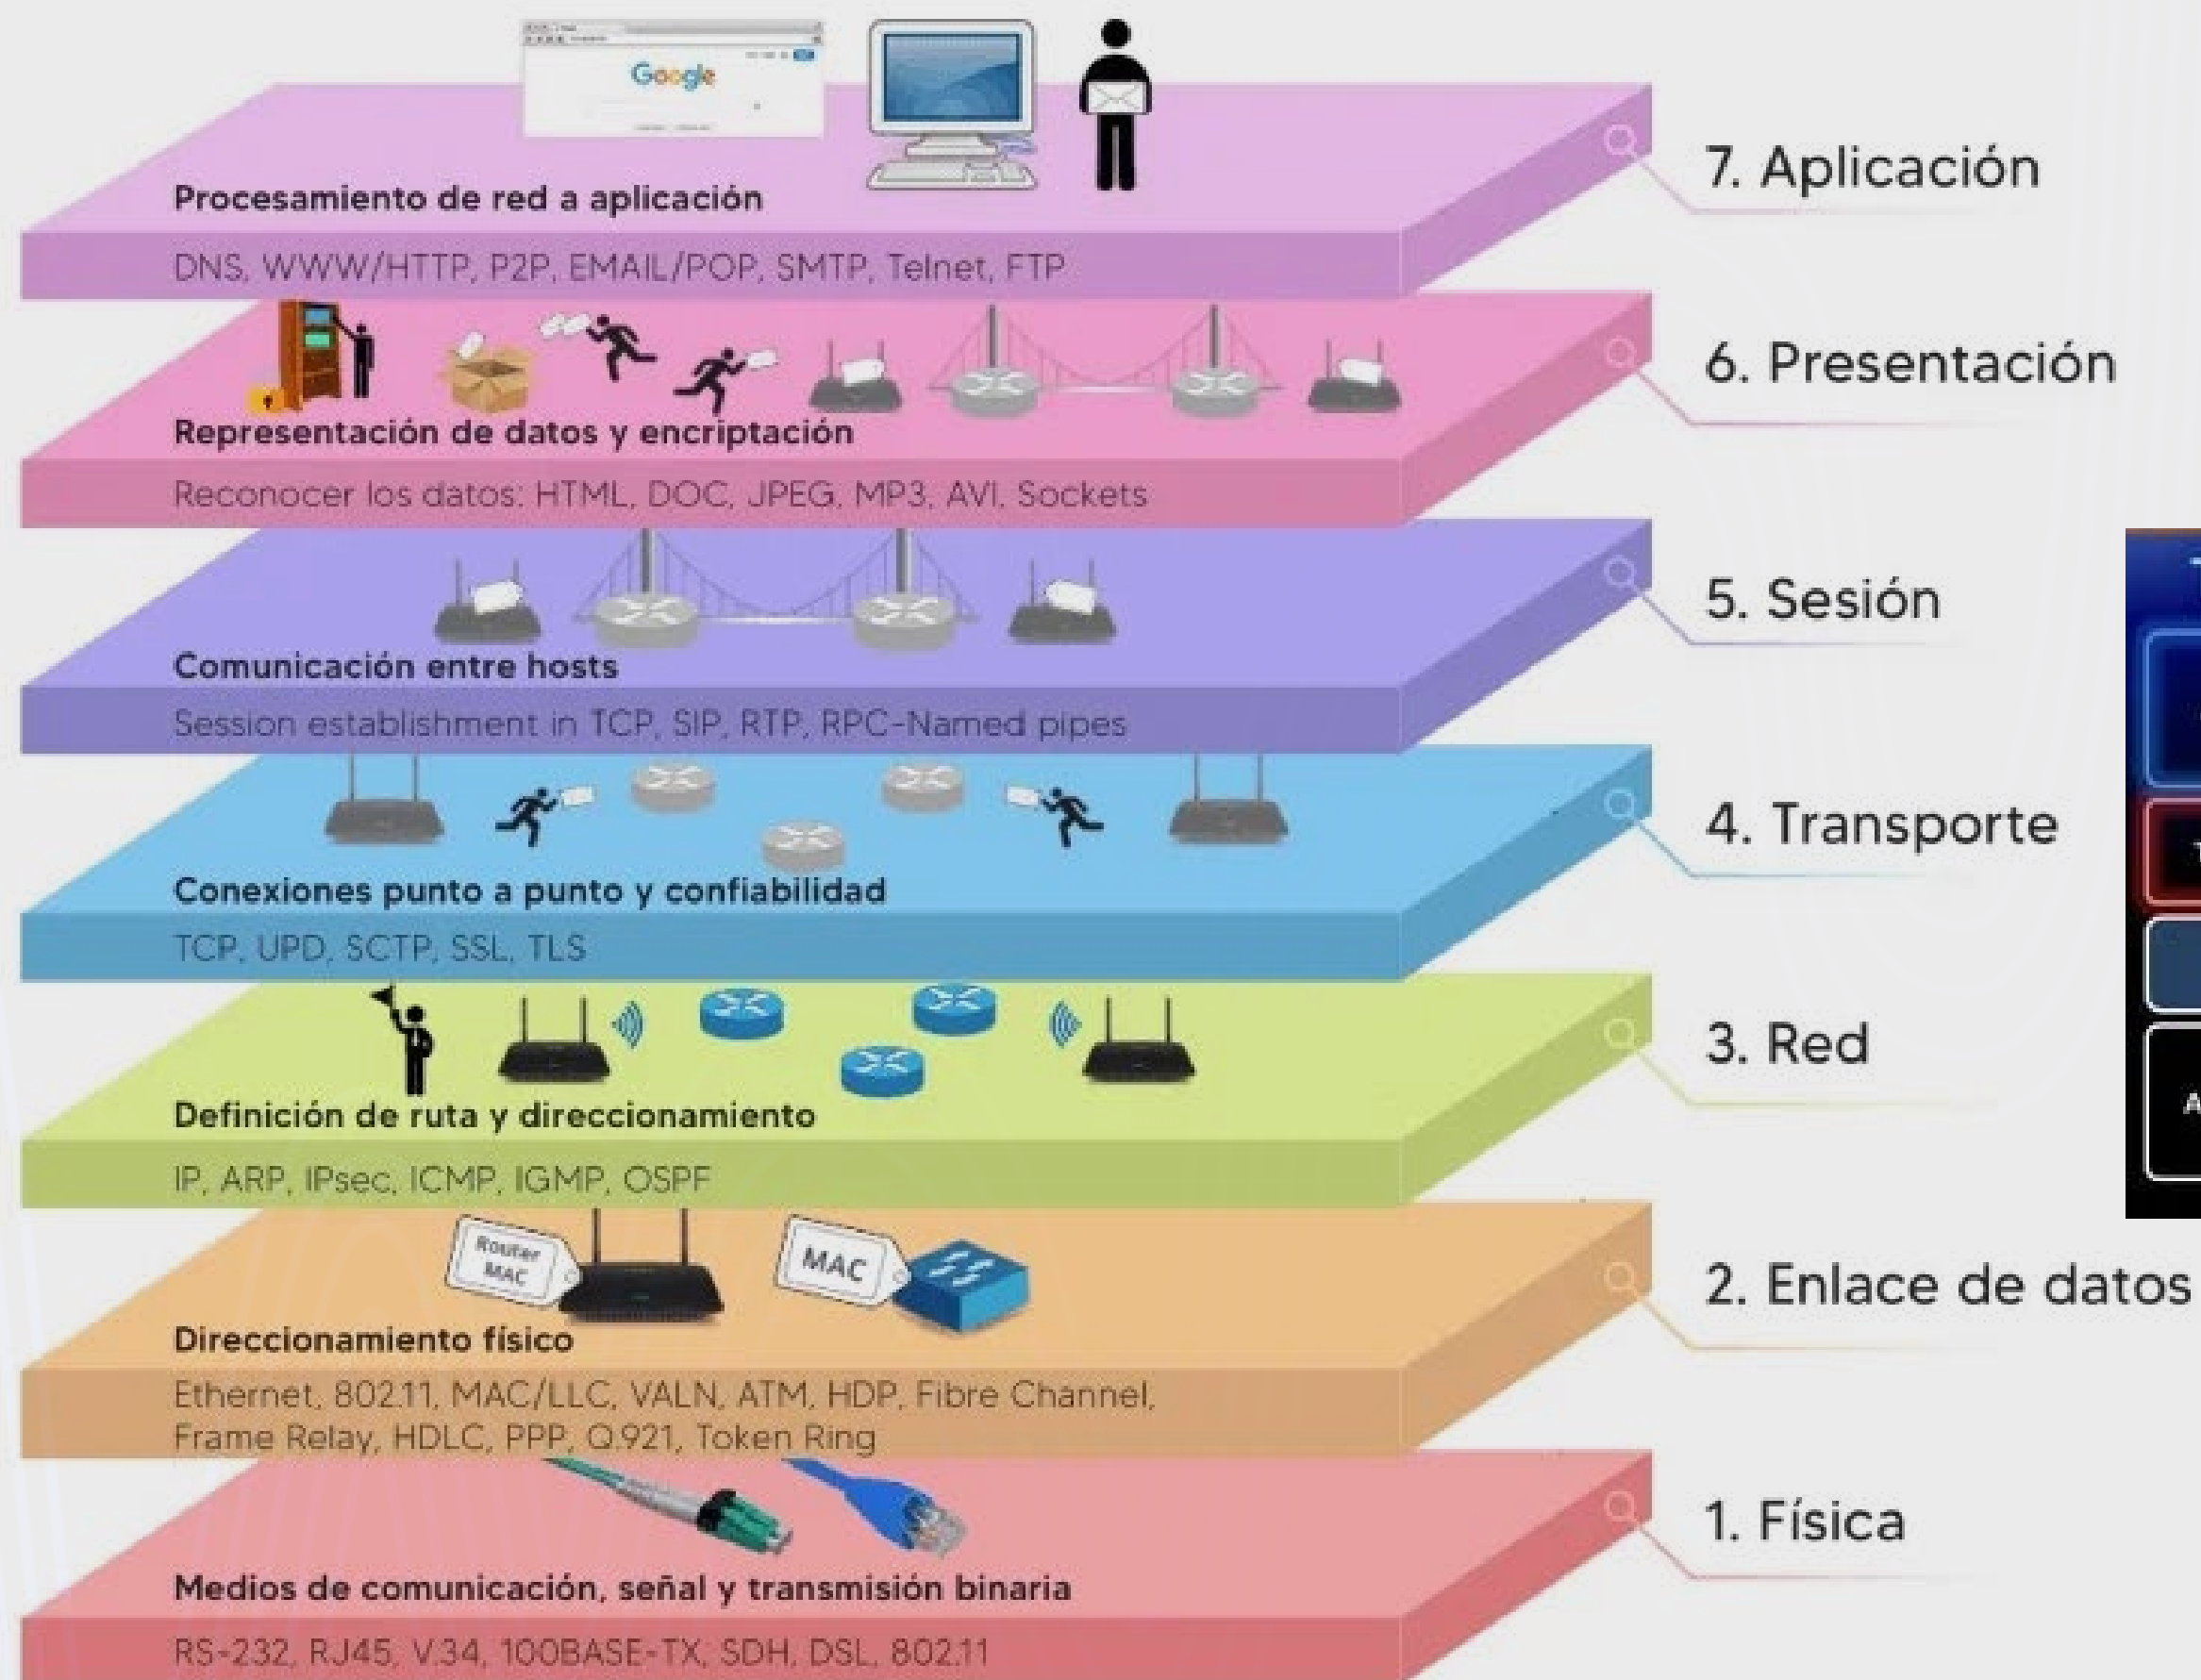 Google
Procesamiento de red a aplicación
DNS, WWW/HTTP, P2P, EMAIL/POP, SMTP, Telnet, FTP
7. Aplicación
Representación de datos y encriptación
Reconocer los datos: HTML, DOC, JPEG, MP3, AVI, Sockets
6. Presentación
Comunicación entre hosts
Session establishment in TCP, SIP, RTP, RPC-Named pipes
5. Sesión
Conexiones punto a punto y confiabilidad
TCP, UPD, SCTP, SSL, TLS
4. Transporte
Definición de ruta y direccionamiento
IP, ARP, IPsec, ICMP, IGMP, OSPF
3. Red
Router
MAC
MAC
Direccionamiento físico
Ethernet, 802.11, MAC/LLC, VALN, ATM, HDP, Fibre Channel,
Frame Relay, HDLC, PPP, Q.921, Token Ring
2. Enlace de datos
Medios de comunicación, señal y transmisión binaria
RS-232, RJ45, V.34, 100BASE-TX, SDH, DSL, 802.11
1. Física